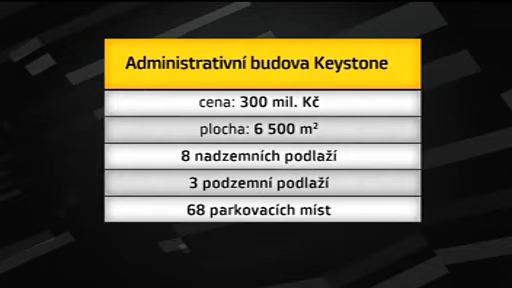 Administrativní budova Keystone
cena: 300 mil. Kč
plocha: 6 500 m²
8 nadzemních podlaží
3 podzemní podlaží
68 parkovacích míst